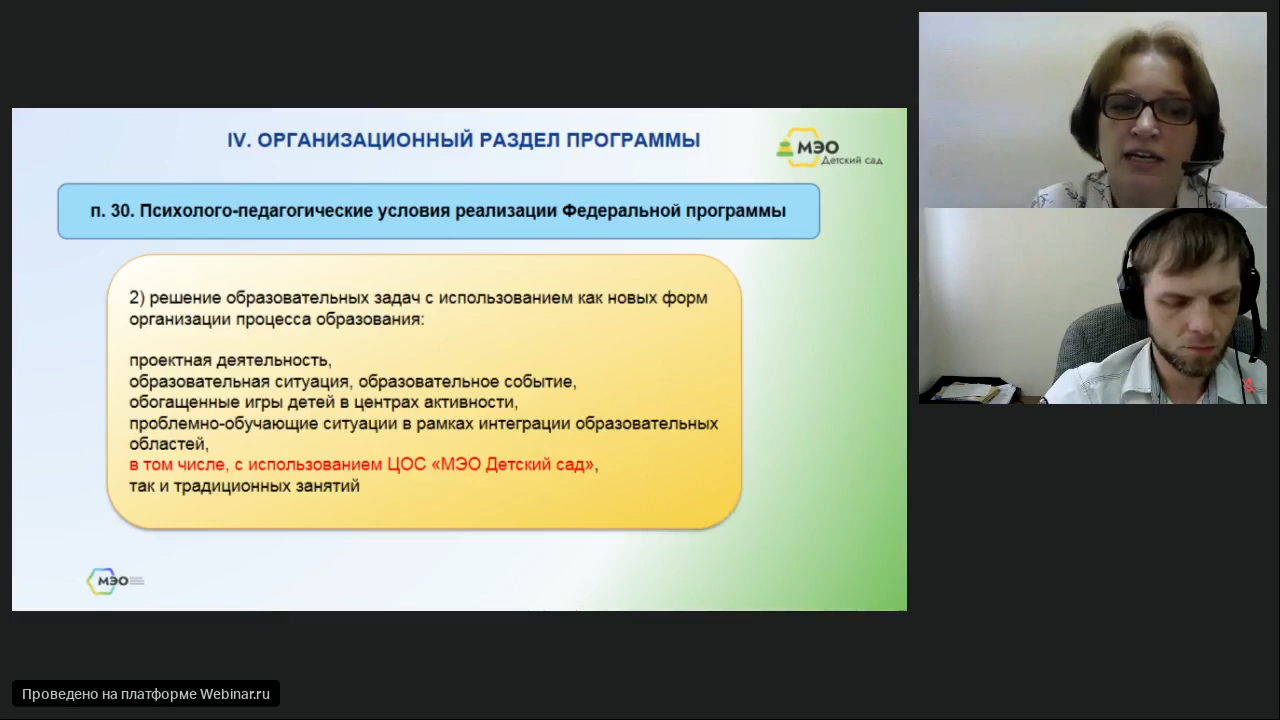 IV. ОРГАНИЗАЦИОННЫЙ РАЗДЕЛ ПРОГРАММЫ
МЭО
Детский сад
п. 30. Психолого-педагогические условия реализации Федеральной программы
2) решение образовательных задач с использованием как новых форм
организации процесса образования:
проектная деятельность,
образовательная ситуация, образовательное событие,
обогащенные игры детей в центрах активности,
проблемно-обучающие ситуации в рамках интеграции образовательных
областей,
в том числе, с использованием ЦОС «МЭО Детский сад»,
так и традиционных занятий
МЭО
Проведено на платформе Webinar.ru